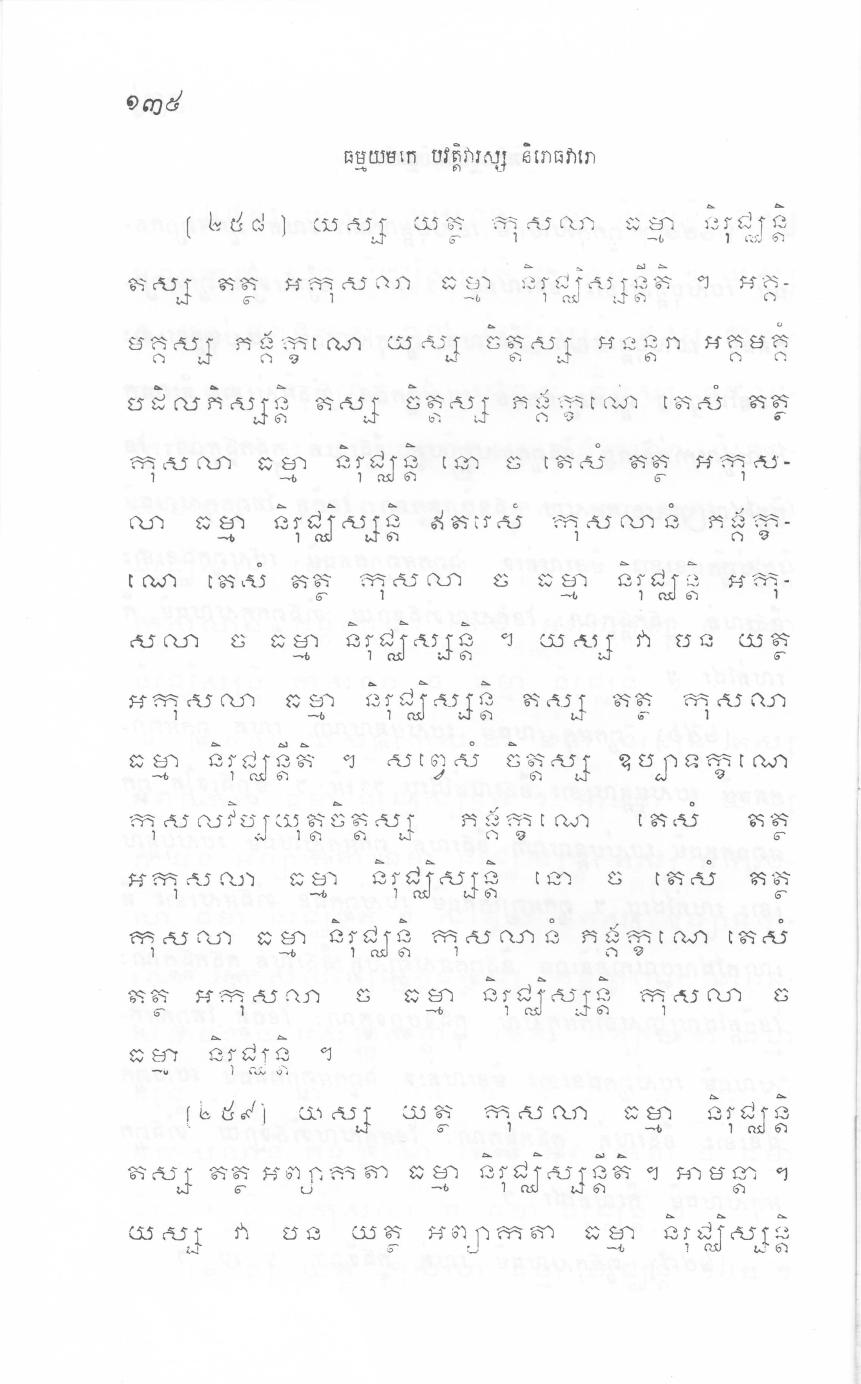 ១៣៥
ធម្មយមកេ បវត្តិវារស្ស និរោធវារោ
[២៥៨] យស្ស យត្ថ កុសលា ធម្មា និរុជ្ឈន្តិ
តស្ស តត្ថ អកុសលា ធម្មា និរុជ្ឈិស្សន្តីតិ ។ អគ្គ-
មគ្គស្ស ភង្គក្ខណេ យស្ស ចិត្តស្ស អនន្តរា អគ្គមគ្គំ
បដិលភិស្សន្តិ តស្ស ចិត្តស្ស ភង្គក្ខណេ តេសំ តត្ថ
កុសលា ធម្មា និរុជ្ឈន្តិ នោ ច តេសំ តត្ថ អកុស-
លា ធម្មា និរុជ្ឈិស្សន្តិ ឥតរេសំ កុសលានំ ភង្គក្ខ-
ណេ តេសំ តត្ថ កុសលា ច ធម្មា និរុជ្ឈន្តិ អកុ-
សលា ច ធម្មា និរុជ្ឈិស្សន្តិ ។ យស្ស វា បន យត្ថ
អកុសលា ធម្មា និរុជ្ឈិស្សន្តិ តស្ស តត្ថ កុសលា
ធម្មា និរុជ្ឈន្តីតិ ។ សព្វេសំ ចិត្តស្ស ឧប្បាទក្ខណេ
កុសលវិប្បយុត្តចិត្តស្ស ភង្គក្ខណេ តេសំ តត្ថ
អកុសលា ធម្មា និរុជ្ឈិស្សន្តិ នោ ច តេសំ តត្ថ
កុសលា ធម្មា និរុជ្ឈន្តិ កុសលានំ ភង្គក្ខណេ តេសំ
តត្ថ អកុសលា ច ធម្មា និរុជ្ឈិស្សន្តិ កុសលា ច
ធម្មា និរុជ្ឈន្តិ ។
[២៥៩] យស្ស យត្ថ កុសលា ធម្មា និរុជ្ឈន្តិ
តស្ស តត្ថ អព្យាកតា ធម្មា និរុជ្ឈិស្សន្តីតិ ។ អាមន្តា ។
យស្ស វា បន យត្ថ អព្យាកតា ធម្មា និរុជ្ឈិស្សន្តិ